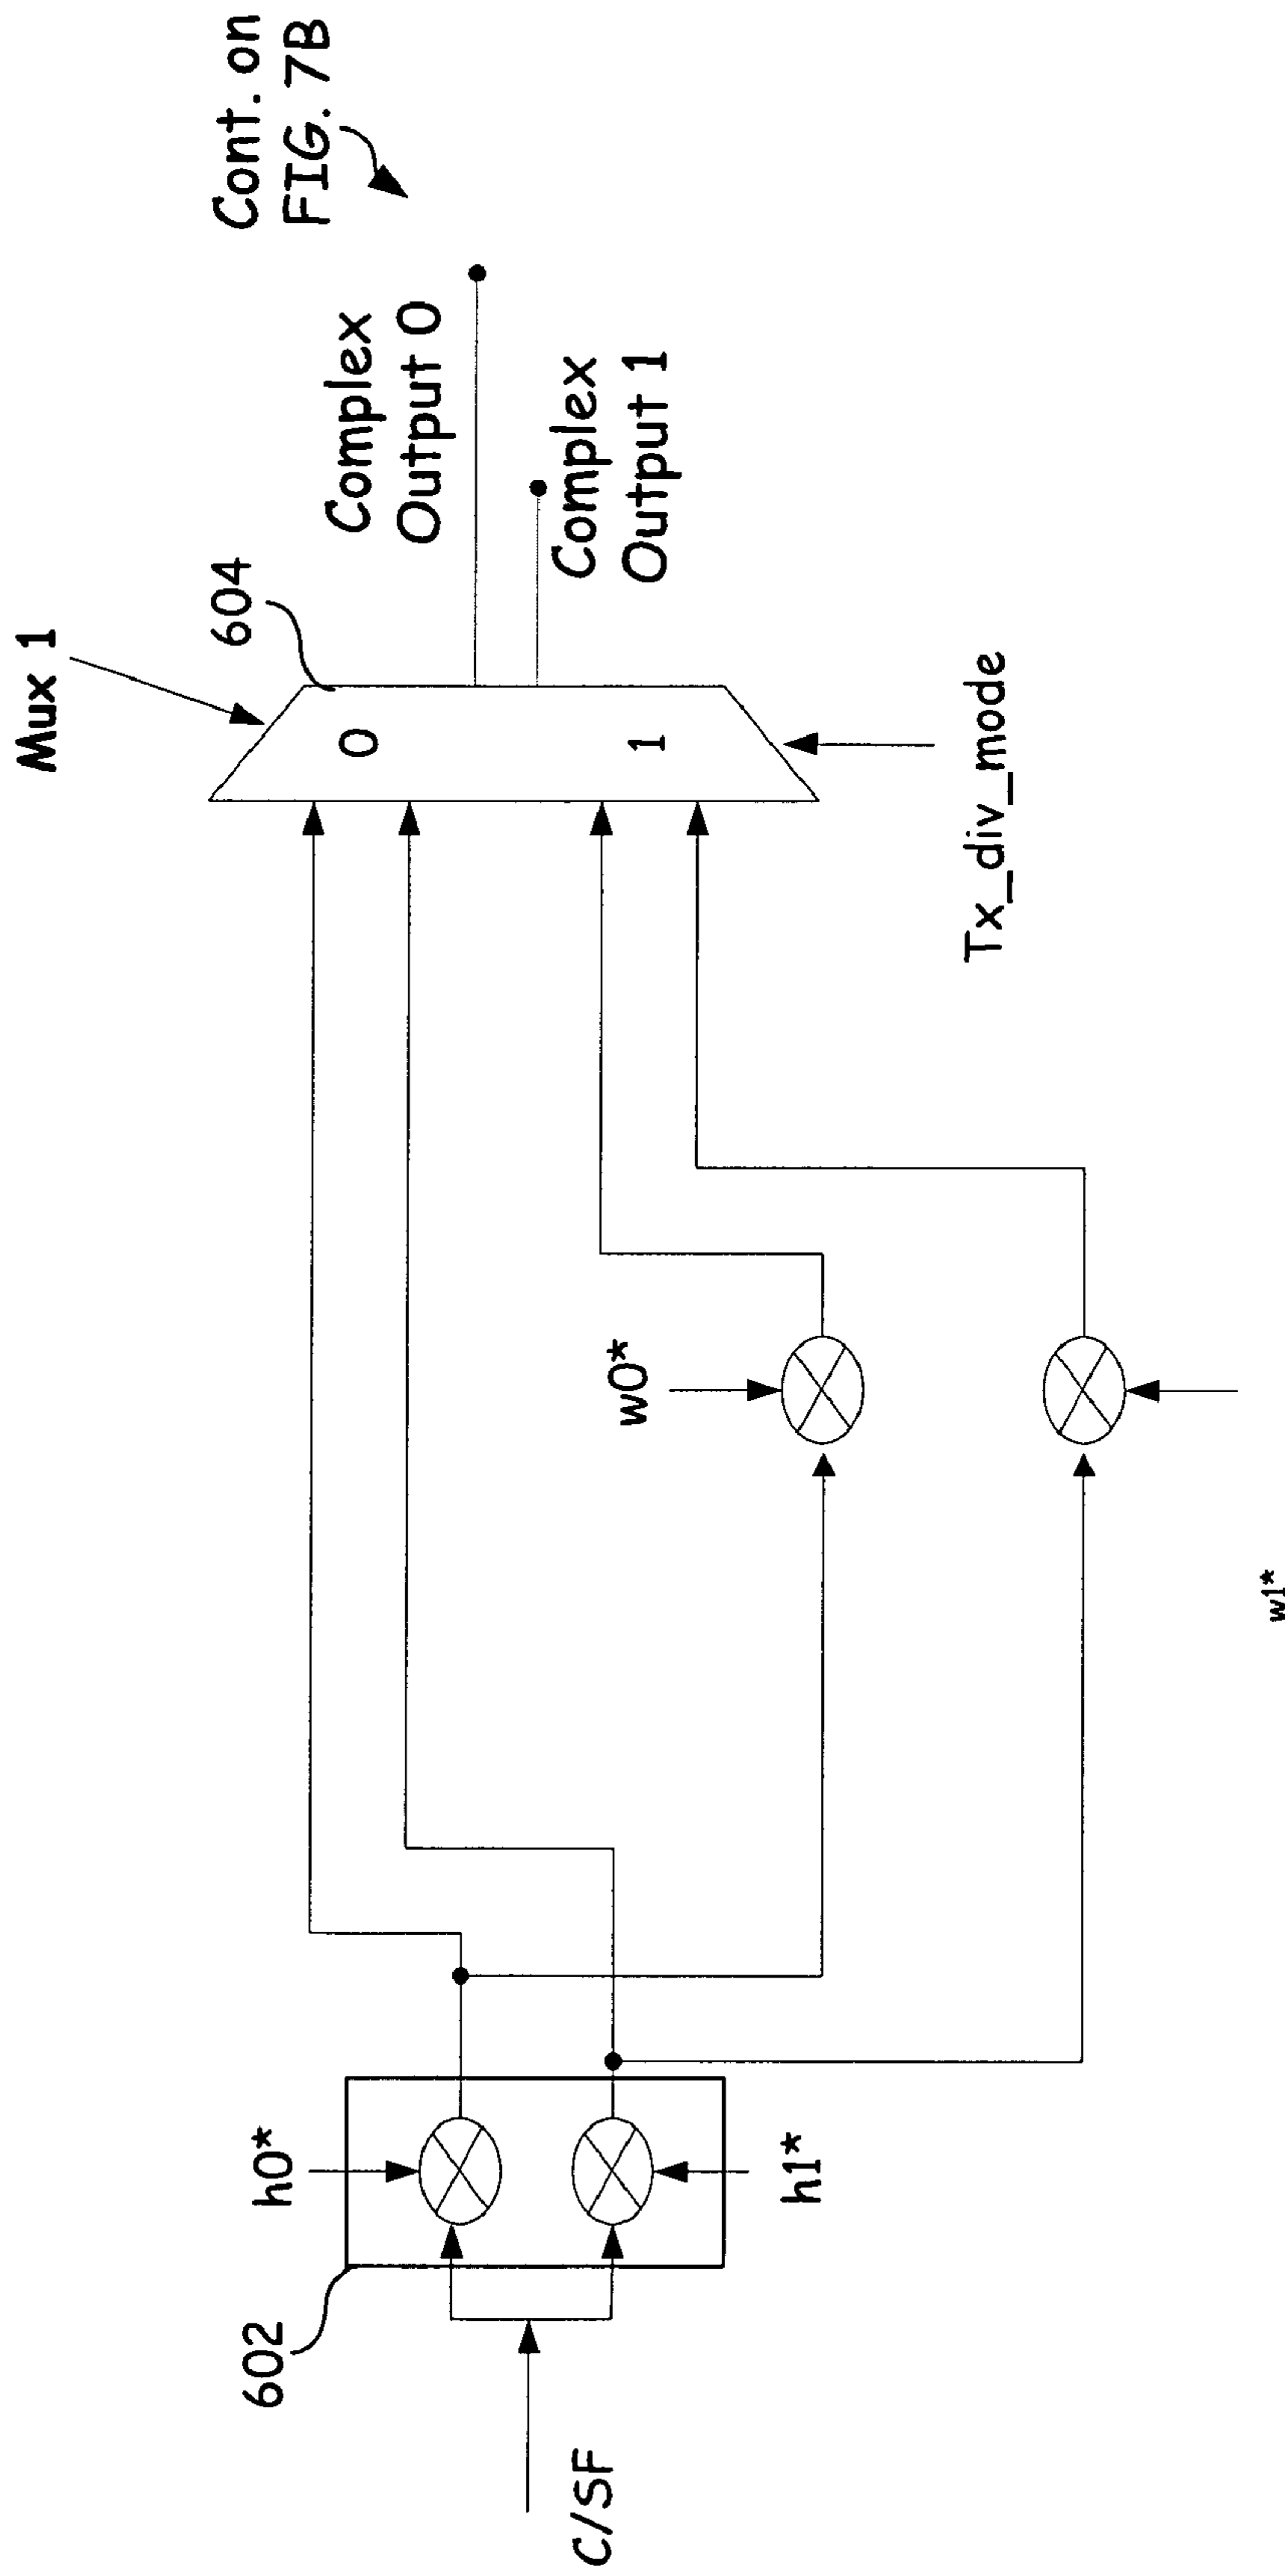 Cont. on
FIG. 7B
Mux 1
604
Complex
Output 0
Complex
Output 1
0
1
Tx_div_mode
w0*
w1*
602
h0*
h1*
C/SF